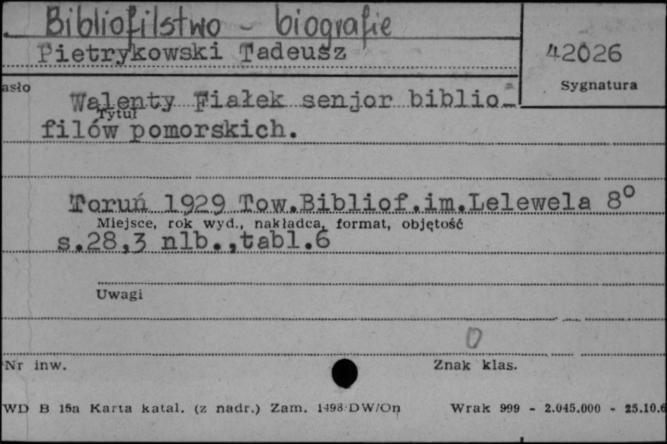 Bibliofilstwo - biografie
Pietrykowski Tadeusz
42026
Sygnatura
asło
Walenty Fiałek senjor biblio-
Tytuł
filów pomorskich.
Toruń 1929 Tow.Bibliof.im.Lelewela 8°
Miejsce, rok wyd., nakładca, format, objętość
s.28,3 nlb.,tabl.6
Uwagi
0
Nr inw.
Znak klas.
WD B 15a Karta katal. (z nadr.) Zam. 1498 DW/On Wrak 999 - 2.045.000 - 25.10.6